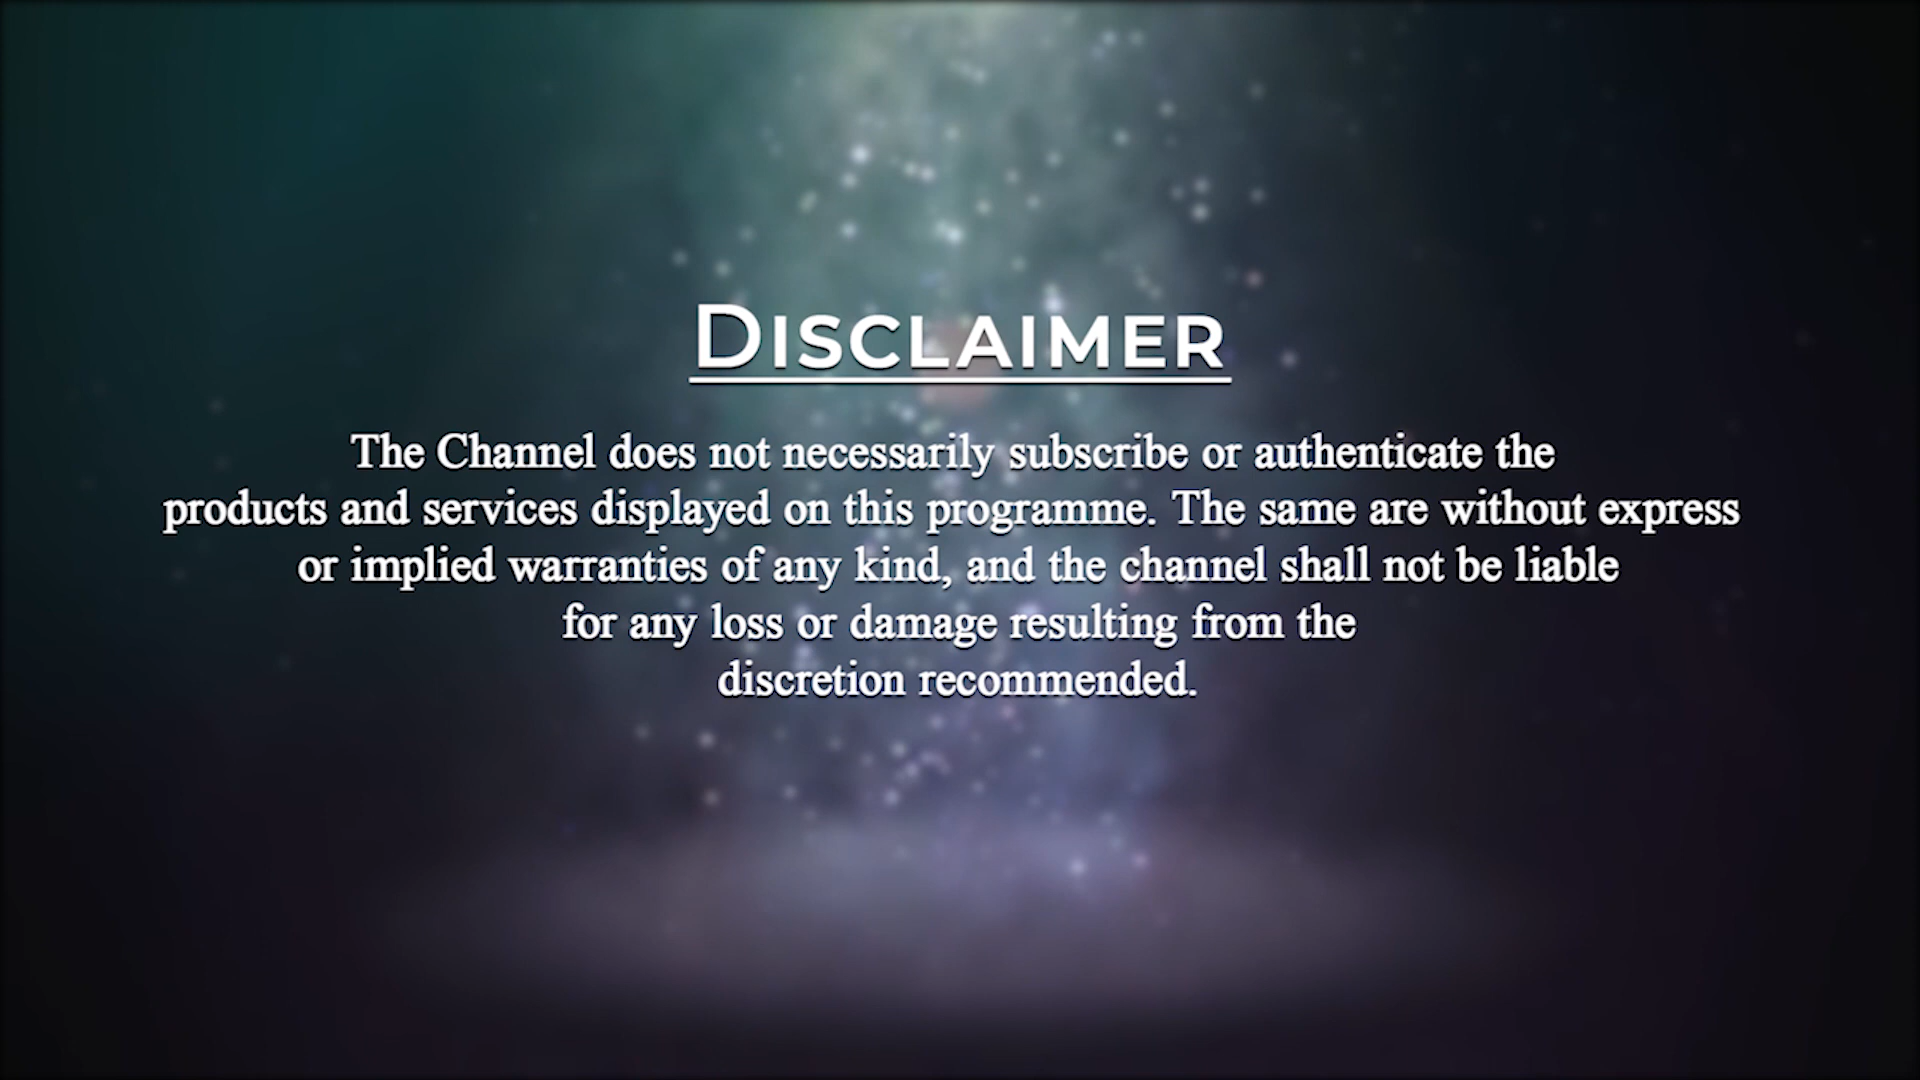 DISCLAIMER
The Channel does not necessarily subscribe or authenticate the
products and services displayed on this programme. The same are without express
or implied warranties of any kind, and the channel shall not be liable
for any loss or damage resulting from the
discretion recommended.